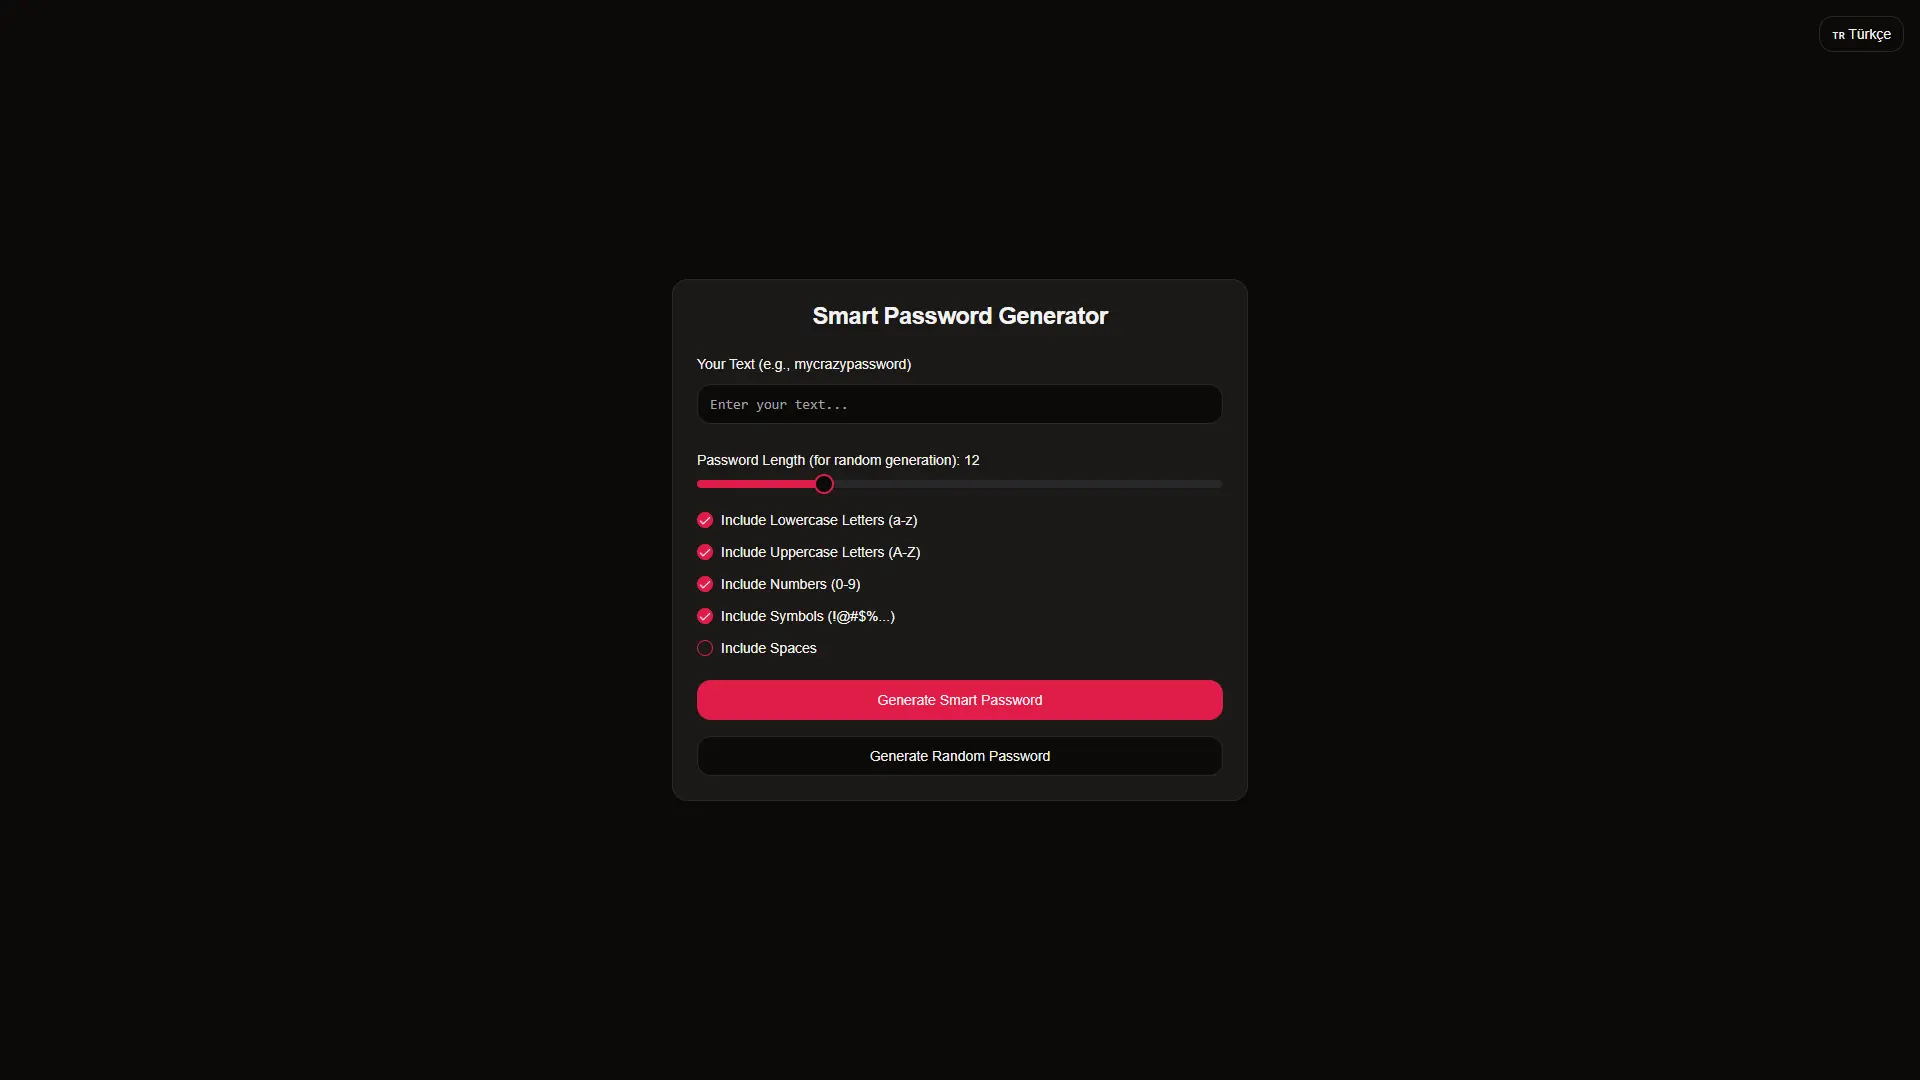 TR Türkçe
Smart Password Generator
Your Text (e.g., mycrazypassword)
Enter your text...
Password Length (for random generation): 12
Include Lowercase Letters (a-z)
Include Uppercase Letters (A-Z)
Include Numbers (0-9)
Include Symbols (!@#$%...)
Include Spaces
Generate Smart Password
Generate Random Password